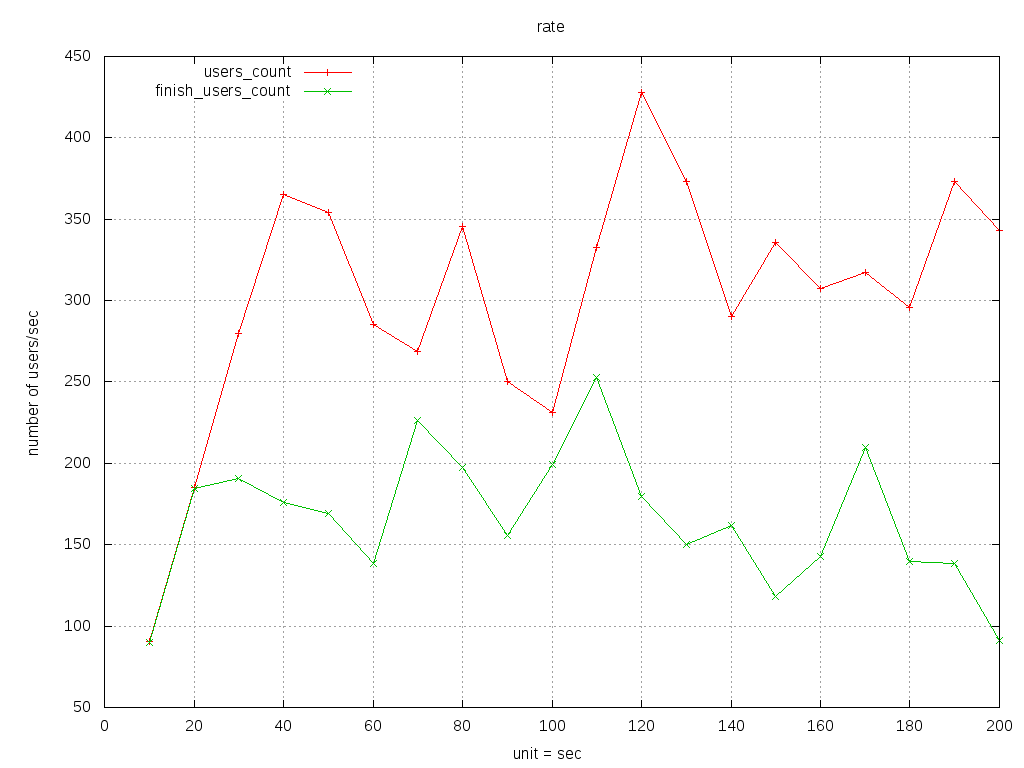 rate
users_count
finish_users_count
450
400
350
300
250
200
150
100
50
number of users/sec
0 20 40 60 80 100 120 140 160 180 200
unit = sec